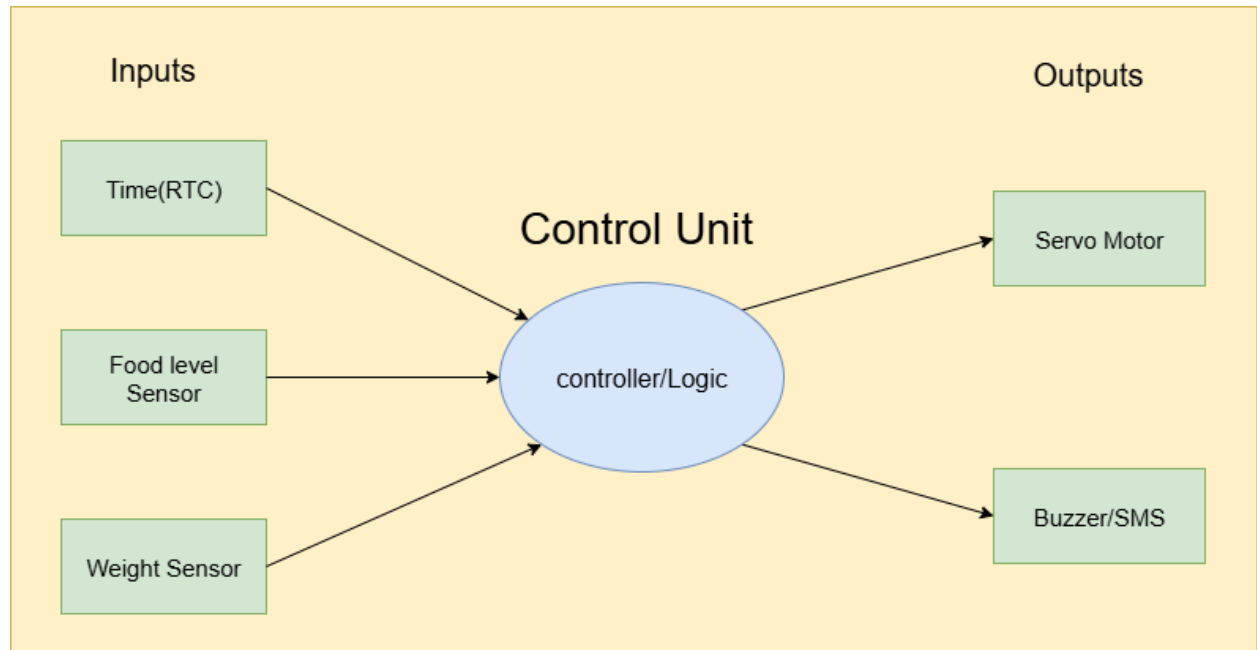 Inputs
Outputs
Time(RTC)
Control Unit
Servo Motor
Food level
Sensor
controller/Logic
Weight Sensor
Buzzer/SMS